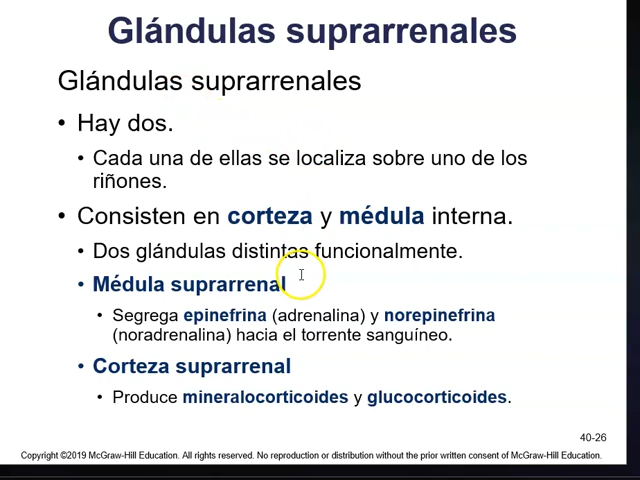 Glándulas suprarrenales
Glándulas suprarrenales
• Hay dos.
• Cada una de ellas se localiza sobre uno de los
riñones.
• Consisten en corteza y médula interna.
• Dos glándulas distintas funcionalmente.
• Médula suprarrenal
• Segrega epinefrina (adrenalina) y norepinefrina
(noradrenalina) hacia el torrente sanguíneo.
• Corteza suprarrenal
• Produce mineralocorticoides y glucocorticoides.
40-26
Copyright ©2019 McGraw-Hill Education. All rights reserved. No reproduction or distribution without the prior written consent of McGraw-Hill Education.